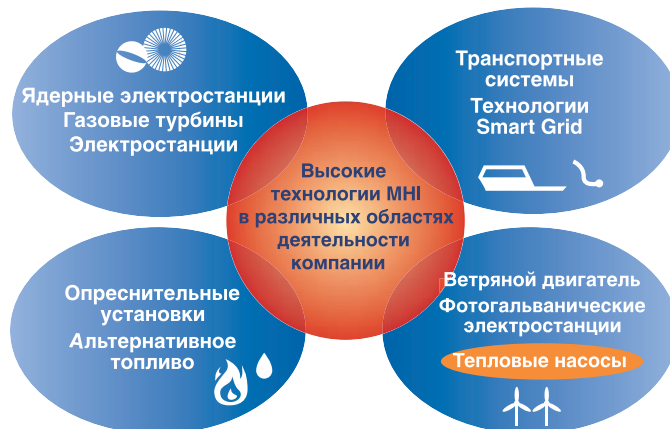 Ядерные электростанции
Газовые турбины
Электростанции
Транспортные
системы
Технологии
Smart Grid
Высокие
технологии MHI
в различных областях
деятельности
компании
Опреснительные
установки
Альтернативное
топливо
Ветряной двигатель
Фотогальванические
электростанции
Тепловые насосы